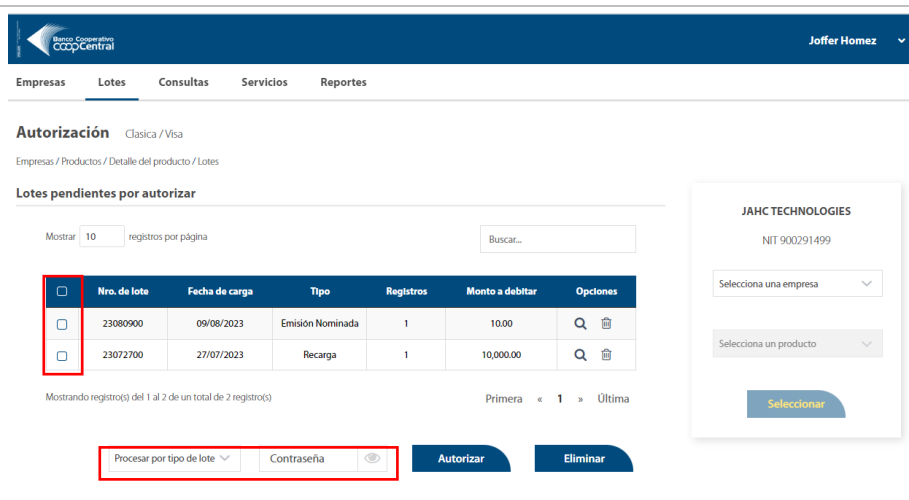 Banco Cooperativo
COOPCentral
Joffer Homez
Empresas Lotes Consultas Servicios Reportes
Autorización Clasica / Visa
Empresas / Productos / Detalle del producto / Lotes
Lotes pendientes por autorizar
Mostrar 10 registros por página
Buscar...
Nro. de lote Fecha de carga Tipo Registros Monto a debitar Opciones
23080900 09/08/2023 Emisión Nominada 1 10.00
23072700 27/07/2023 Recarga 1 10,000.00
Mostrando registro(s) del 1 al 2 de un total de 2 registro(s)
Primera « 1 » Última
Procesar por tipo de lote Contraseña Autorizar Eliminar
JAHC TECHNOLOGIES
NIT 900291499
Selecciona una empresa
Selecciona un producto
Seleccionar